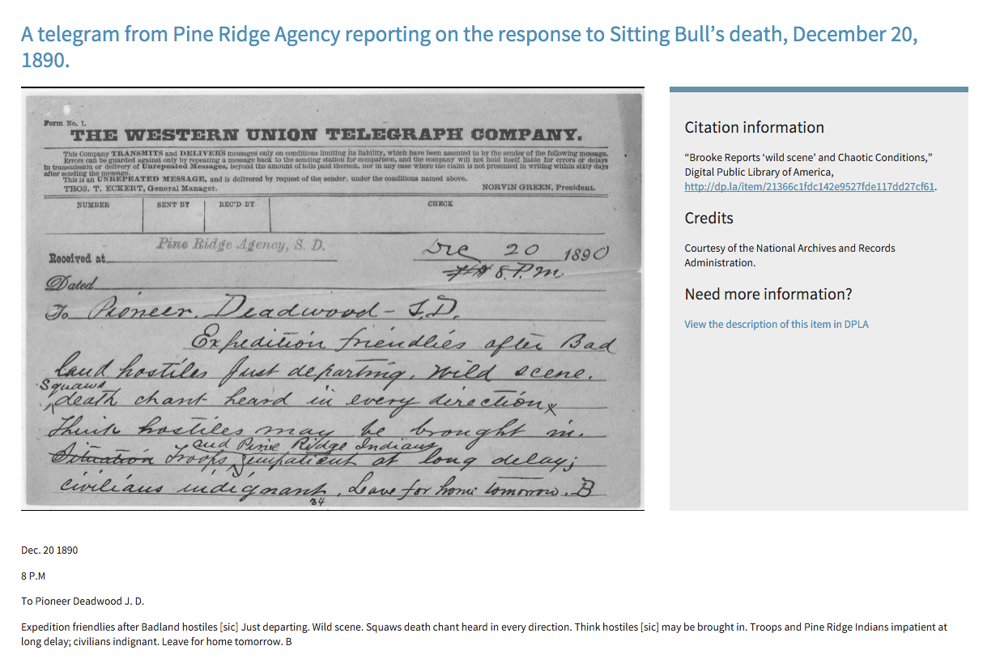 A telegram from Pine Ridge Agency reporting on the response to Sitting Bull’s death, December 20,
1890.
Form No. 1.
THE WESTERN UNION TELEGRAPH COMPANY.
This Company TRANSMITS and DELIVERS messages only on conditions limiting its liability, which have been assented to by the sender of the following message.
Errors can be guarded against only by repeating a message back to the sending station for comparison, and the company will not hold itself liable for errors or delays
in transmission or delivery of Unrepeated Messages, beyond the amount of tolls paid thereon, nor in any case where the claim is not presented in writing within sixty days
after sending the message.
This is an UNREPEATED MESSAGE, and is delivered by request of the sender, under the conditions named above.
THOS. T. ECKERT, General Manager. NORVIN GREEN, President.
NUMBER SENT BY REC'D BY CHECK
Pine Ridge Agency, S. D.
Received at Dec 20 1890
8 P.M
Dated
To Pioneer, Deadwood - S.D.
Expedition friendlies after Bad
land hostiles Just departing. Wild scene.
Squaws
death chant heard in every direction
Think hostiles may be brought in.
and Pine Ridge Indians
Situation Troops impatient at long delay;
civilians indignant. Leave for home tomorrow. B
34
Citation information
“Brooke Reports ‘wild scene’ and Chaotic Conditions,”
Digital Public Library of America,
http://dp.la/item/21366c1fdc142e9527fde117dd27cf61.
Credits
Courtesy of the National Archives and Records
Administration.
Need more information?
View the description of this item in DPLA
Dec. 20 1890
8 P.M
To Pioneer Deadwood J. D.
Expedition friendlies after Badland hostiles [sic] Just departing. Wild scene. Squaws death chant heard in every direction. Think hostiles [sic] may be brought in. Troops and Pine Ridge Indians impatient at
long delay; civilians indignant. Leave for home tomorrow. B